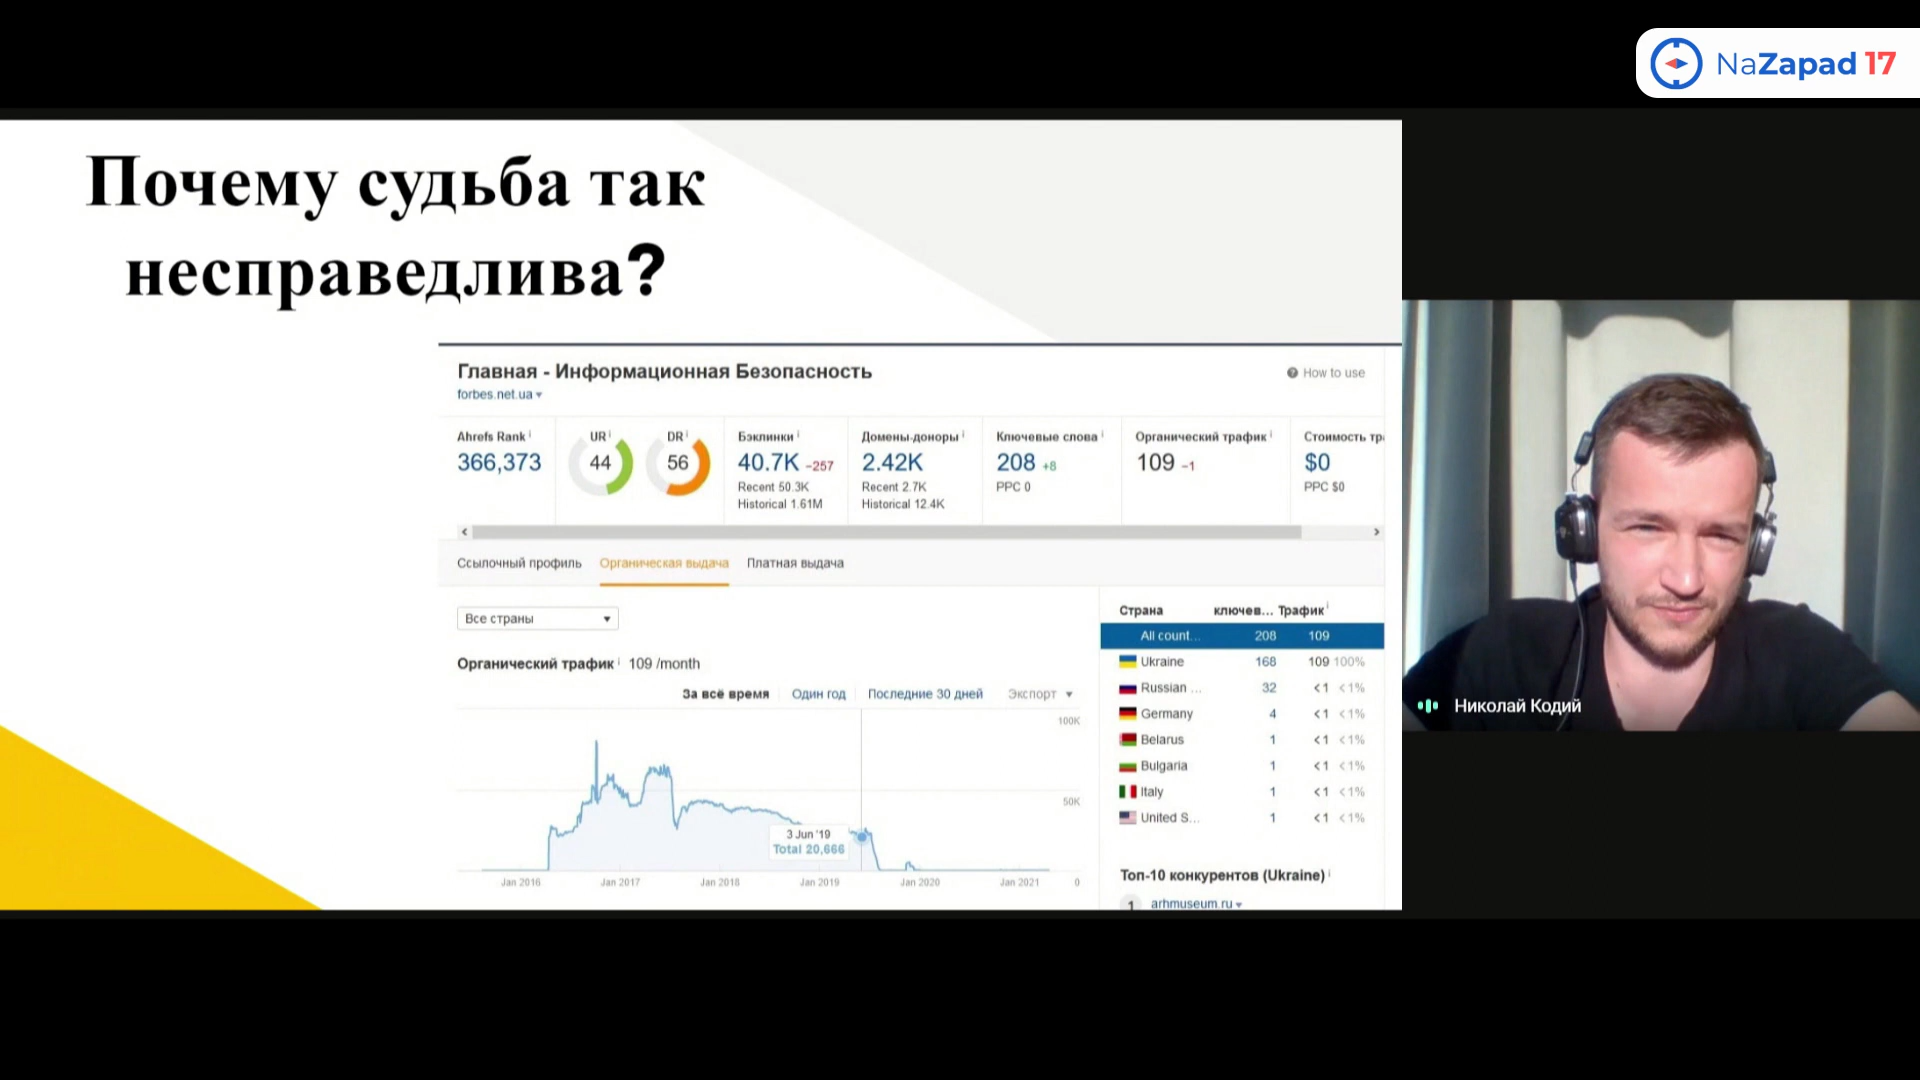 NaZapad 17
Почему судьба так
несправедлива?
Главная - Информационная Безопасность
forbes.net.ua
How to use
Ahrefs Rank
366,373
UR
44
DR
56
Бэклинки
40.7K -257
Recent 50.3K
Historical 1.61M
Домены-доноры
2.42K
Recent 2.7K
Historical 12.4K
Ключевые слова
208 +8
PPC 0
Органический трафик
109 -1
Стоимость тр
$0
PPC $0
Ссылочный профиль Органическая выдача Платная выдача
Все страны
Органический трафик 109 /month
За всё время Один год Последние 30 дней Экспорт
100K
50K
3 Jun '19
Total 20,666
Jan 2016 Jan 2017 Jan 2018 Jan 2019 Jan 2020 Jan 2021 0
Страна ключев... Трафик
All count... 208 109
Ukraine 168 109 100%
Russian ... 32 <1 <1%
Germany 4 <1 <1%
Belarus 1 <1 <1%
Bulgaria 1 <1 <1%
Italy 1 <1 <1%
United S... 1 <1 <1%
Топ-10 конкурентов (Ukraine)
1 arhmuseum.ru
Николай Кодий